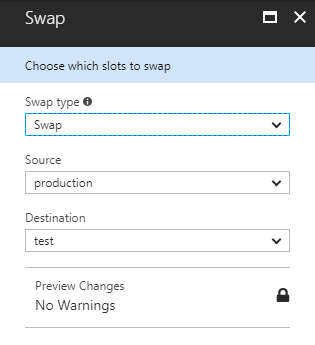 Swap
Choose which slots to swap
Swap type
Swap
Source
production
Destination
test
Preview Changes
No Warnings